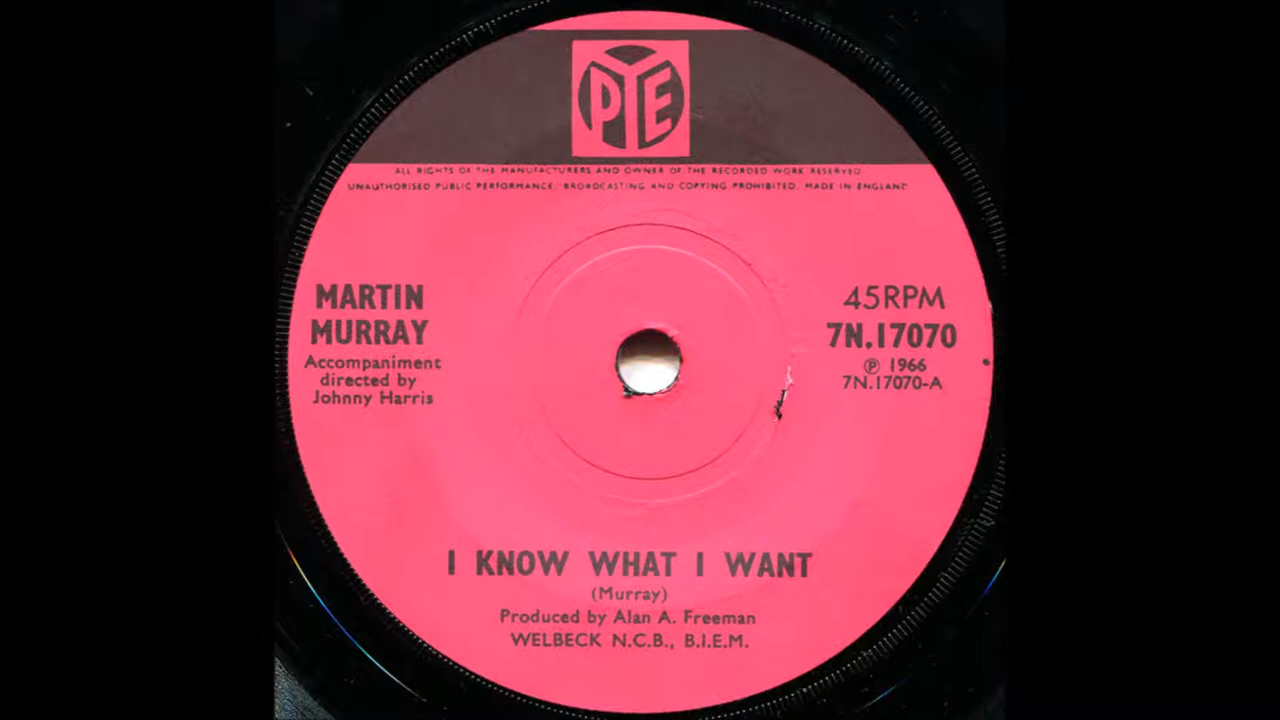 PYE
ALL RIGHTS OF THE MANUFACTURERS AND OWNER OF THE RECORDED WORK RESERVED
UNAUTHORISED PUBLIC PERFORMANCE, BROADCASTING AND COPYING PROHIBITED. MADE IN ENGLAND
MARTIN
MURRAY
Accompaniment
directed by
Johnny Harris
45RPM
7N.17070
℗ 1966
7N.17070-A
I KNOW WHAT I WANT
(Murray)
Produced by Alan A. Freeman
WELBECK N.C.B., B.I.E.M.